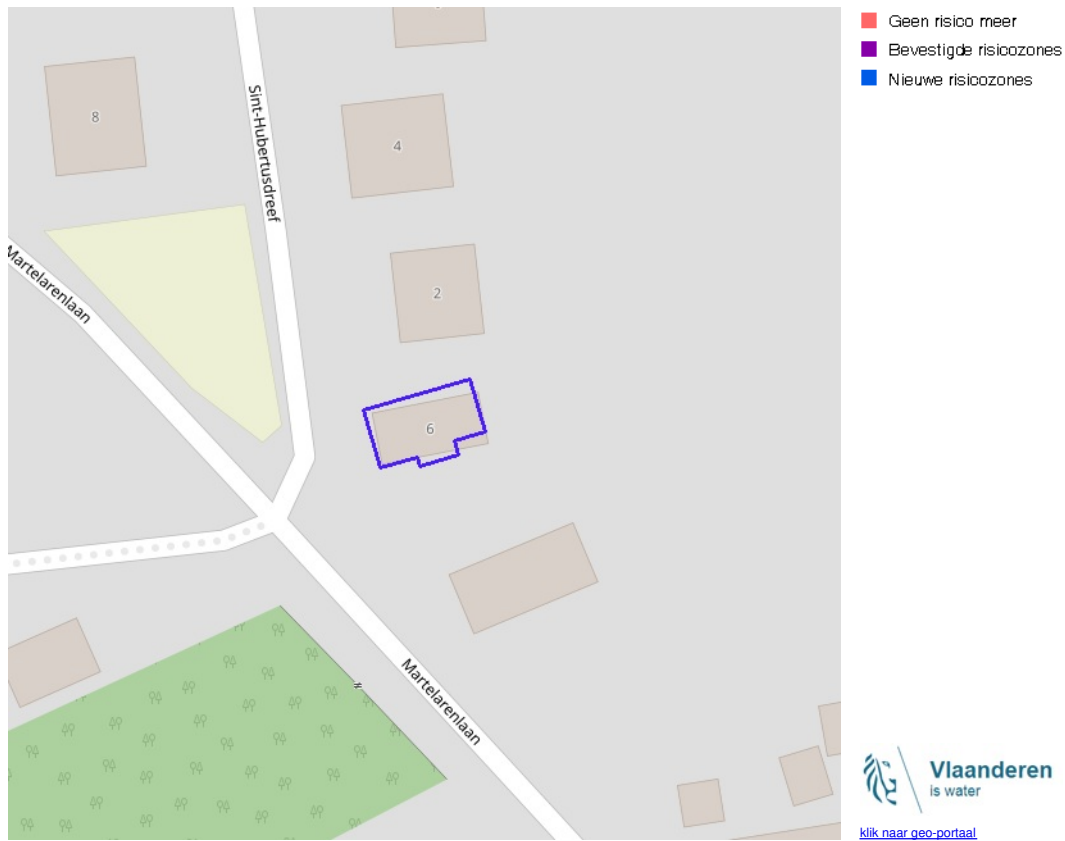 Geen risico meer
Bevestigde risicozones
Nieuwe risicozones
8
Sint-Hubertusdreef
4
Martelarenlaan
2
6
Martelarenlaan
Vlaanderen
is water
klik naar geo-portaal